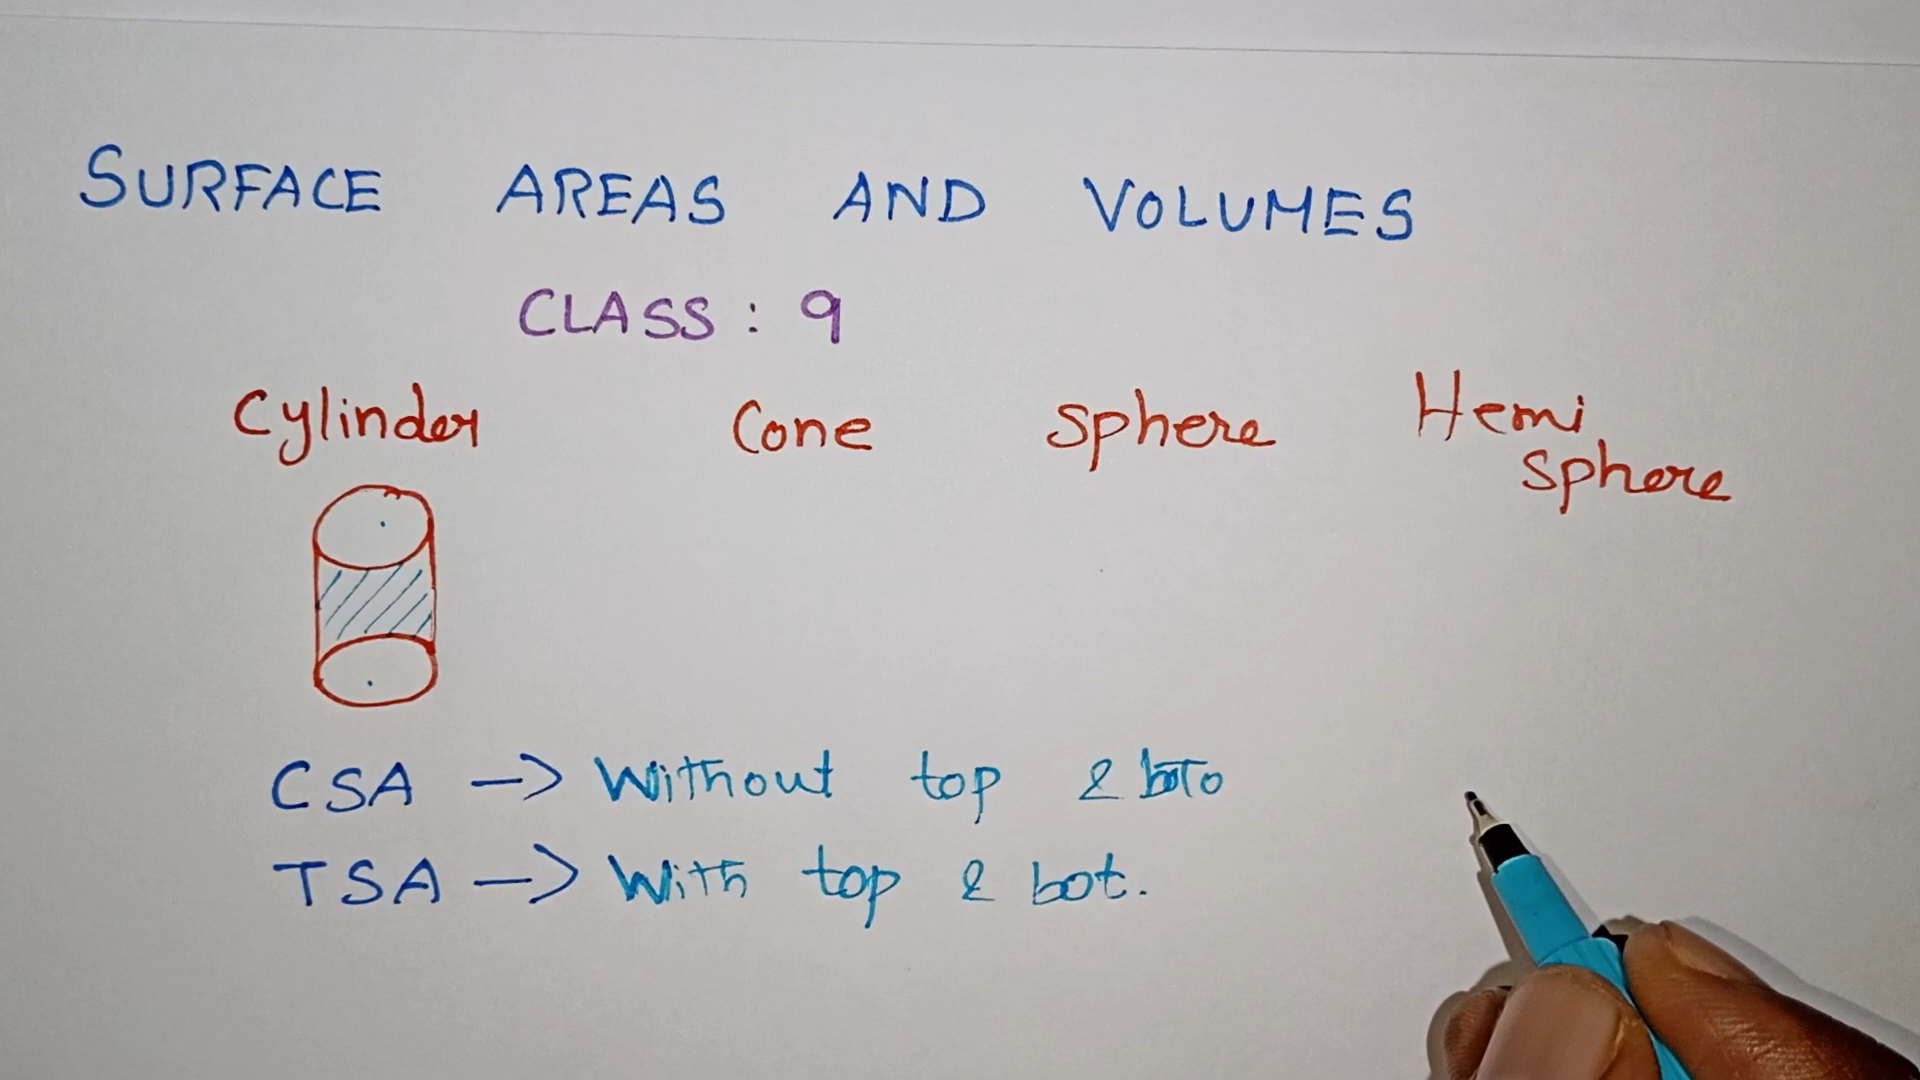 SURFACE AREAS AND VOLUMES
CLASS : 9
Cylinder Cone Sphere Hemi
Sphere
CSA -> Without top & boto
TSA -> With top & bot.